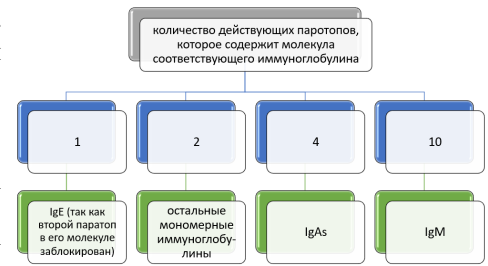 количество действующих паротопов,
которое содержит молекула
соответствующего иммуноглобулина
1
2
4
10
IgE (так как
второй паратоп
в его молекуле
заблокирован)
остальные
мономерные
иммуноглобу-
лины
IgAs
IgM